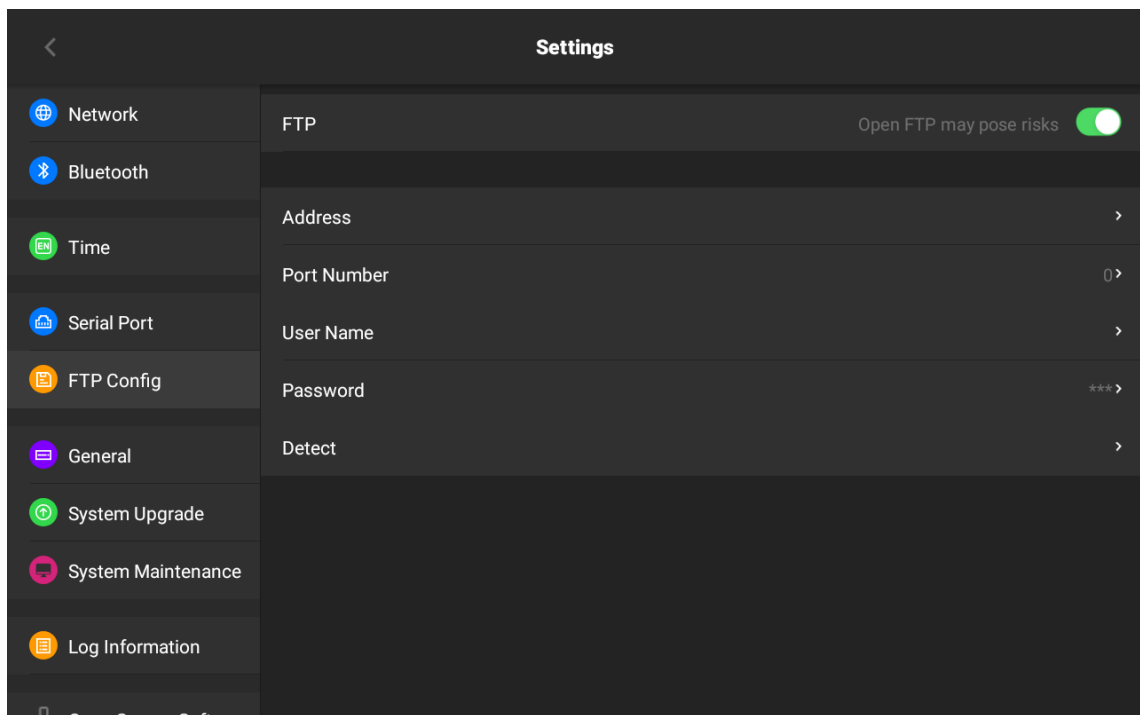 Settings
Network
Bluetooth
Time
Serial Port
FTP Config
General
System Upgrade
System Maintenance
Log Information
FTP Open FTP may pose risks
Address
Port Number 0
User Name
Password ***
Detect